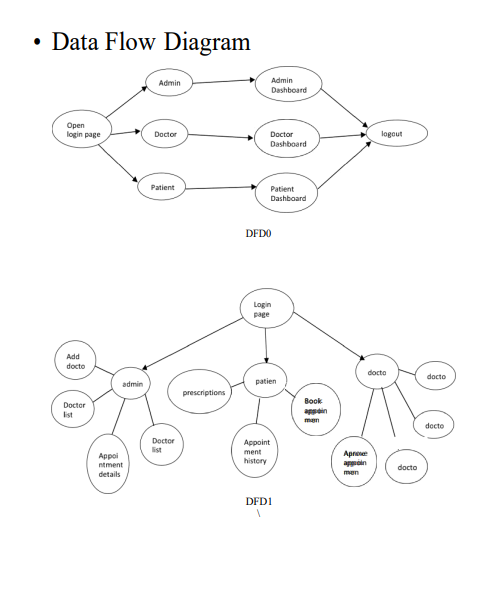 • Data Flow Diagram
Admin
Admin
Dashboard
Open
login page
Doctor
Doctor
Dashboard
logout
Patient
Patient
Dashboard
DFD0
Login
page
Add
docto
admin
patien
docto
docto
Doctor
list
prescriptions
Book
appoin
men
docto
Appoi
ntment
details
Doctor
list
Appoint
ment
history
appoin
men
docto
DFD1
\